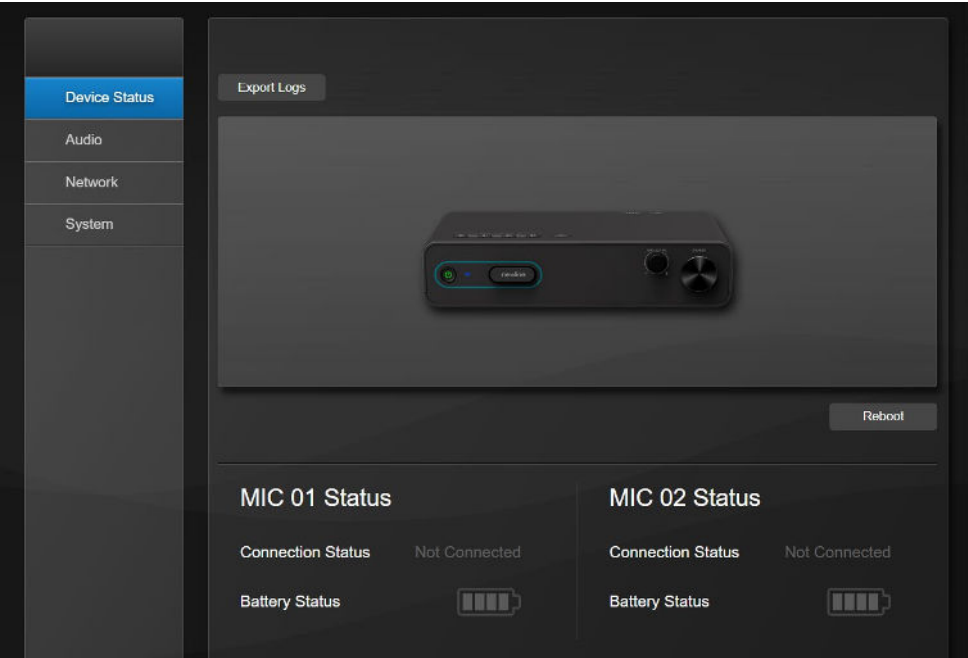 Device Status
Audio
Network
System
Export Logs
Reboot
MIC 01 Status
Connection Status Not Connected
Battery Status
MIC 02 Status
Connection Status Not Connected
Battery Status